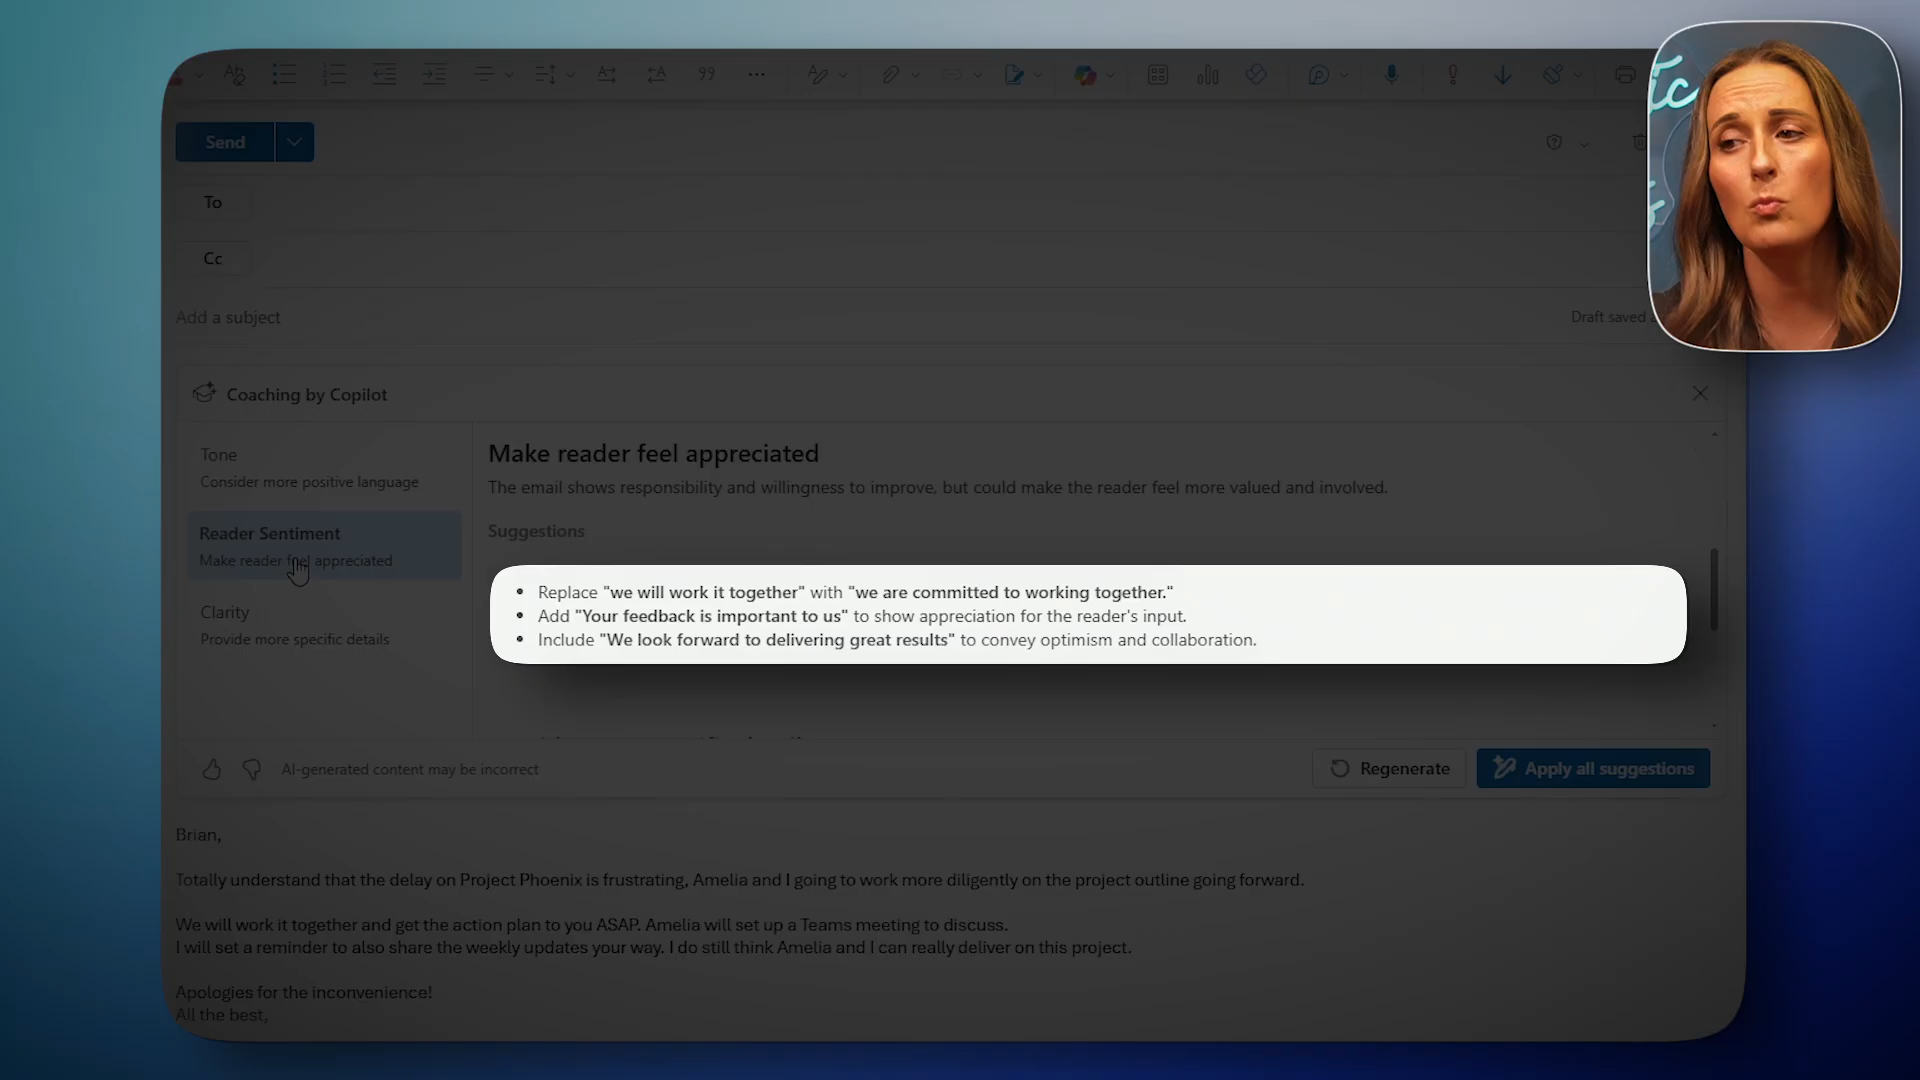 Send
To
Cc
Add a subject
Draft saved
Coaching by Copilot
Tone
Consider more positive language
Reader Sentiment
Make reader feel appreciated
Clarity
Provide more specific details
Make reader feel appreciated
The email shows responsibility and willingness to improve, but could make the reader feel more valued and involved.
Suggestions
• Replace "we will work it together" with "we are committed to working together."
• Add "Your feedback is important to us" to show appreciation for the reader's input.
• Include "We look forward to delivering great results" to convey optimism and collaboration.
AI-generated content may be incorrect
Regenerate
Apply all suggestions
Brian,
Totally understand that the delay on Project Phoenix is frustrating, Amelia and I going to work more diligently on the project outline going forward.
We will work it together and get the action plan to you ASAP. Amelia will set up a Teams meeting to discuss.
I will set a reminder to also share the weekly updates your way. I do still think Amelia and I can really deliver on this project.
Apologies for the inconvenience!
All the best,